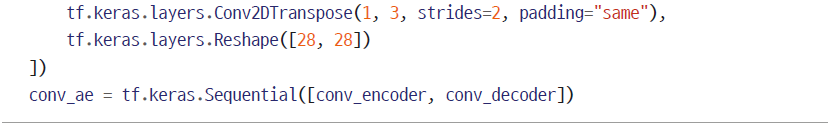 tf.keras.layers.Conv2DTranspose(1, 3, strides=2, padding="same"),
tf.keras.layers.Reshape([28, 28])
])
conv_ae = tf.keras.Sequential([conv_encoder, conv_decoder])